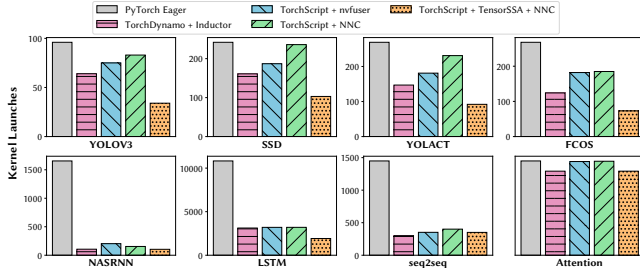 PyTorch Eager
TorchDynamo + Inductor
TorchScript + nvfuser
TorchScript + NNC
TorchScript + TensorSSA + NNC
Kernel Launches
100
50
0
YOLOV3
200
100
0
SSD
200
100
0
YOLACT
200
100
0
FCOS
1500
1000
500
0
NASRNN
10000
5000
0
LSTM
1500
1000
500
0
seq2seq
Attention